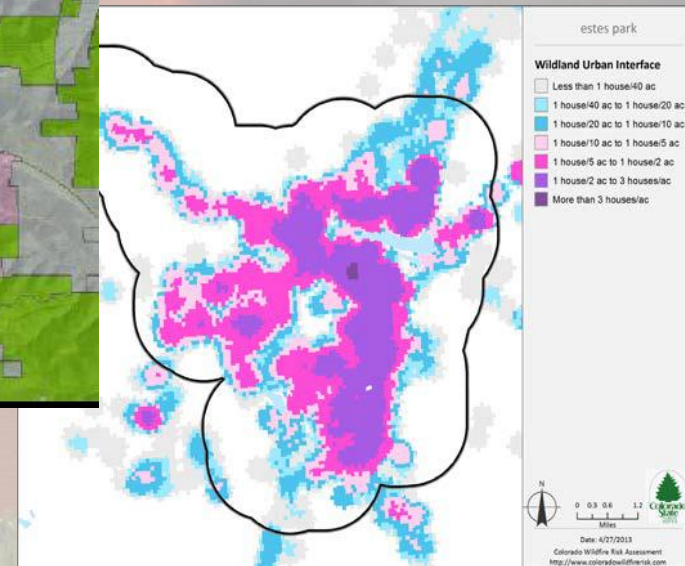 estes park
Wildland Urban Interface
Less than 1 house/40 ac
1 house/40 ac to 1 house/20 ac
1 house/20 ac to 1 house/10 ac
1 house/10 ac to 1 house/5 ac
1 house/5 ac to 1 house/2 ac
1 house/2 ac to 3 houses/ac
More than 3 houses/ac
N
0 0.3 0.6 1.2
Miles
Colorado
State
Date: 4/27/2013
Colorado Wildfire Risk Assessment
http://www.coloradowildfirerisk.com